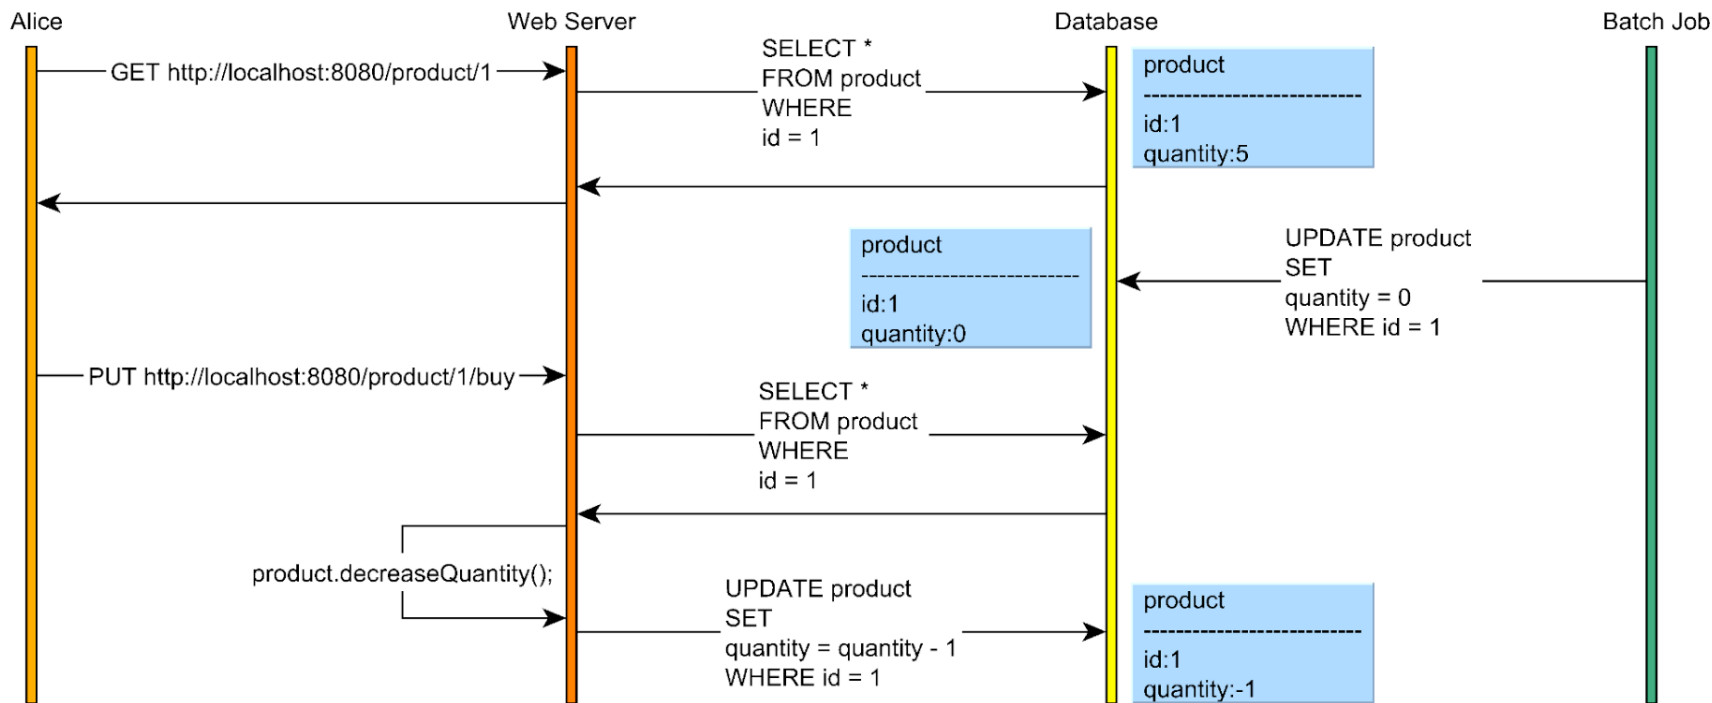 Alice
Web Server
Database
Batch Job
GET http://localhost:8080/product/1
SELECT *
FROM product
WHERE
id = 1
product
---------------------------
id:1
quantity:5
product
---------------------------
id:1
quantity:0
UPDATE product
SET
quantity = 0
WHERE id = 1
PUT http://localhost:8080/product/1/buy
SELECT *
FROM product
WHERE
id = 1
product.decreaseQuantity();
UPDATE product
SET
quantity = quantity - 1
WHERE id = 1
product
---------------------------
id:1
quantity:-1